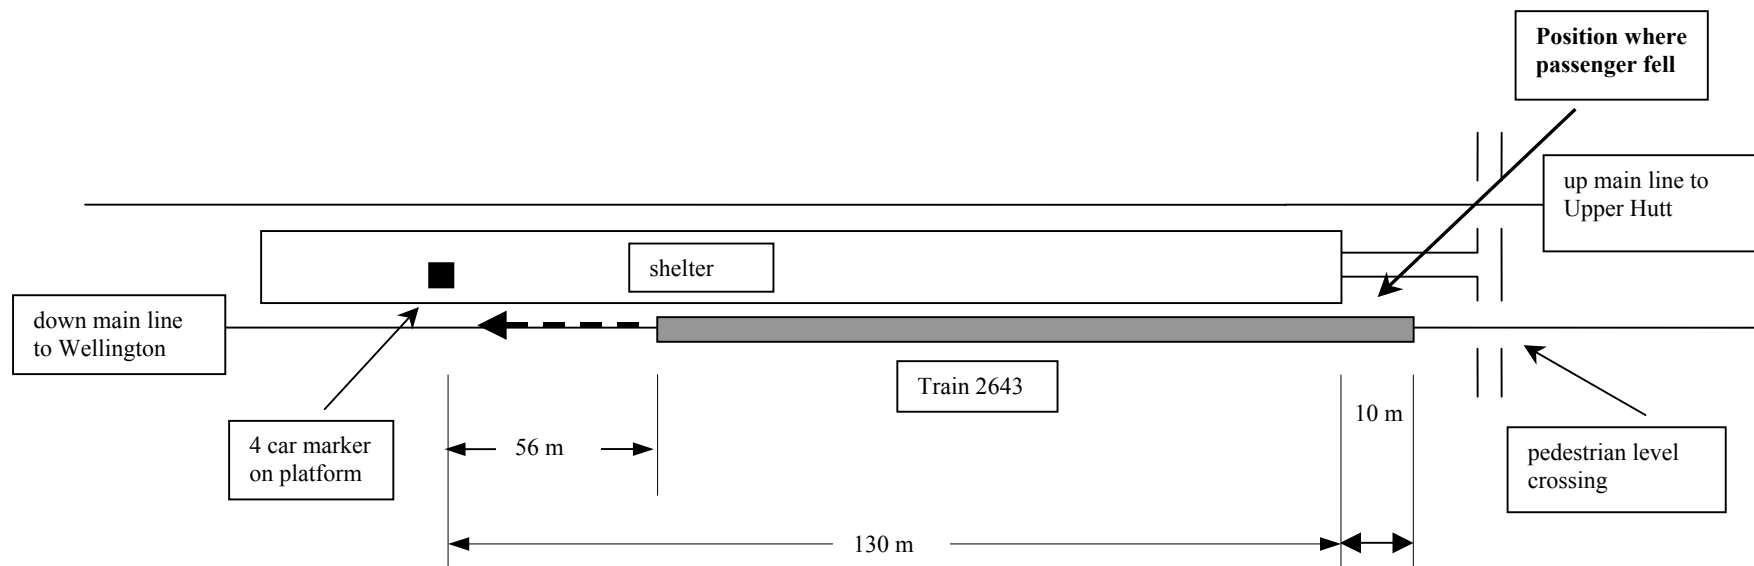 Position where
passenger fell
up main line to
Upper Hutt
shelter
down main line
to Wellington
Train 2643
10 m
4 car marker
on platform
56 m
pedestrian level
crossing
130 m